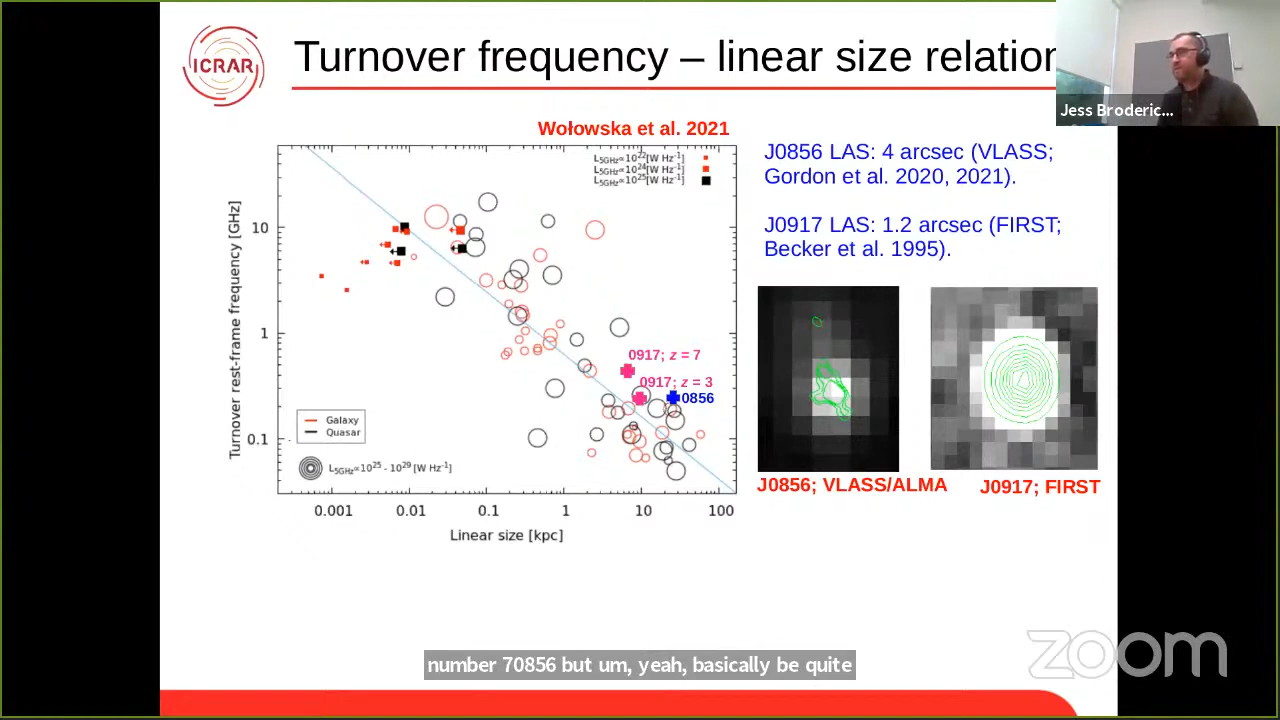 ICRAR
Turnover frequency – linear size relation
Jess Broderic...
Wołowska et al. 2021
L5GHz∝10^22[W Hz^-1]
L5GHz∝10^24[W Hz^-1]
L5GHz∝10^25[W Hz^-1]
Turnover rest-frame frequency [GHz]
10
1
0.1
0917; z = 7
0917; z = 3
0856
Galaxy
Quasar
L5GHz∝10^25 - 10^29 [W Hz^-1]
0.001 0.01 0.1 1 10 100
Linear size [kpc]
J0856 LAS: 4 arcsec (VLASS;
Gordon et al. 2020, 2021).
J0917 LAS: 1.2 arcsec (FIRST;
Becker et al. 1995).
J0856; VLASS/ALMA
J0917; FIRST
number 70856 but um, yeah, basically be quite
zoom